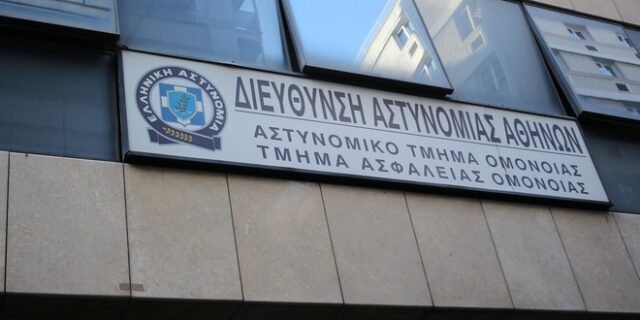 ΕΛΛΗΝΙΚΗ ΑΣΤΥΝΟΜΙΑ
ΔΙΕΥΘΥΝΣΗ ΑΣΤΥΝΟΜΙΑΣ ΑΘΗΝΩΝ
ΑΣΤΥΝΟΜΙΚΟ ΤΜΗΜΑ ΟΜΟΝΟΙΑΣ
ΤΜΗΜΑ ΑΣΦΑΛΕΙΑΣ ΟΜΟΝΟΙΑΣ